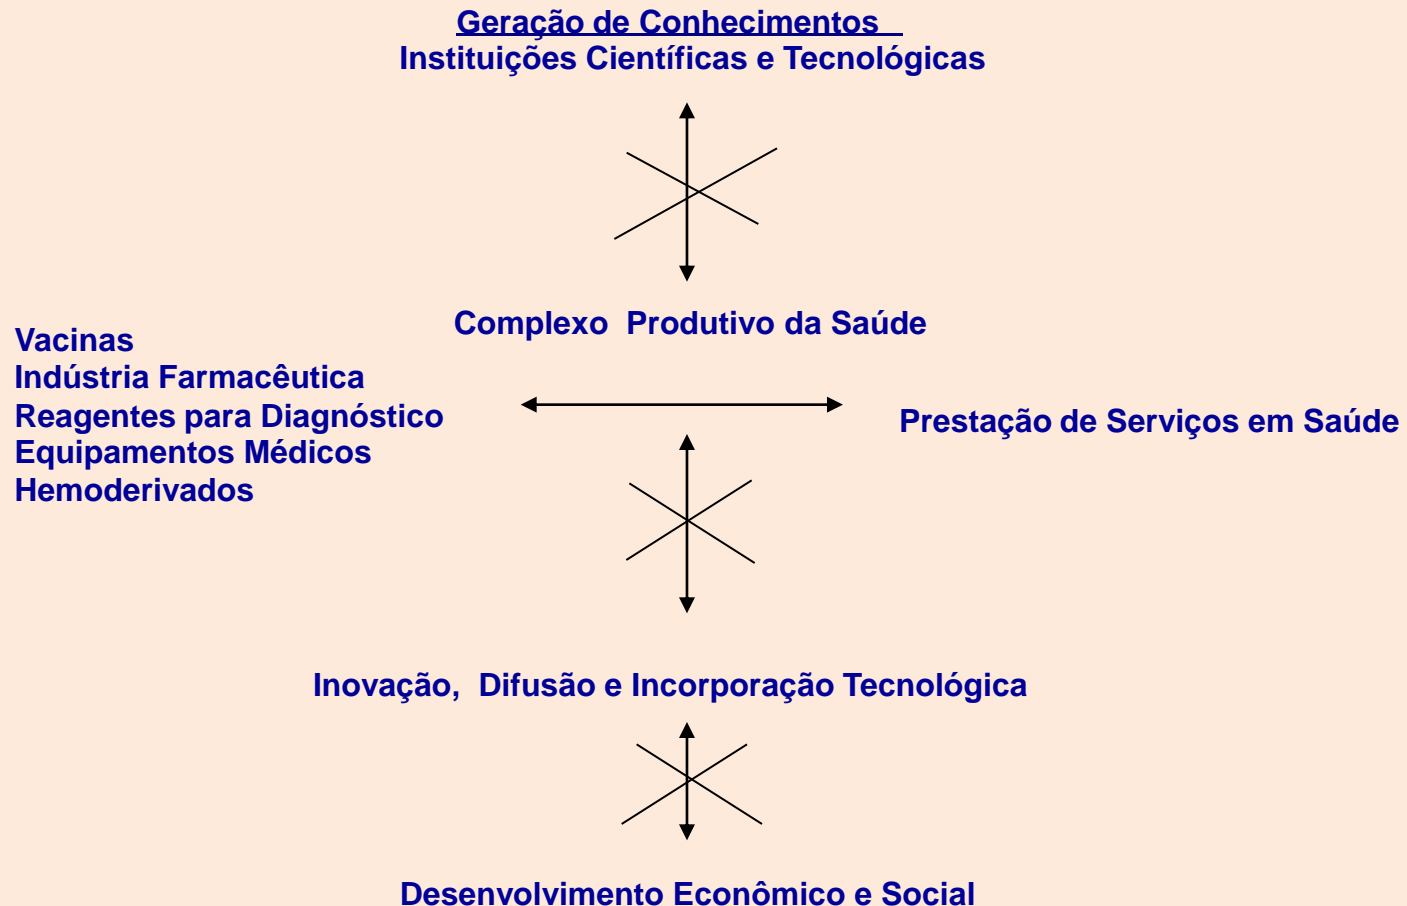 Geração de Conhecimentos
Instituições Científicas e Tecnológicas
Complexo Produtivo da Saúde
Vacinas
Indústria Farmacêutica
Reagentes para Diagnóstico
Equipamentos Médicos
Hemoderivados
Prestação de Serviços em Saúde
Inovação, Difusão e Incorporação Tecnológica
Desenvolvimento Econômico e Social